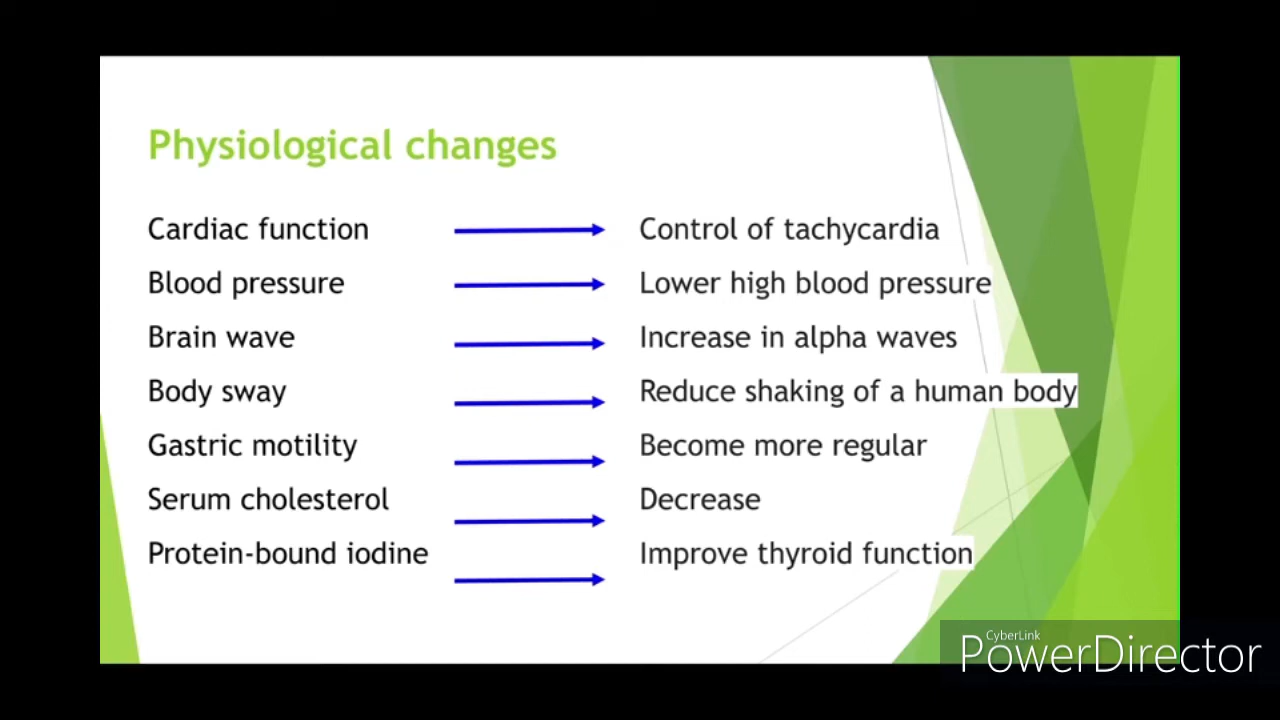 Physiological changes
Cardiac function Control of tachycardia
Blood pressure Lower high blood pressure
Brain wave Increase in alpha waves
Body sway Reduce shaking of a human body
Gastric motility Become more regular
Serum cholesterol Decrease
Protein-bound iodine Improve thyroid function
CyberLink
PowerDirector